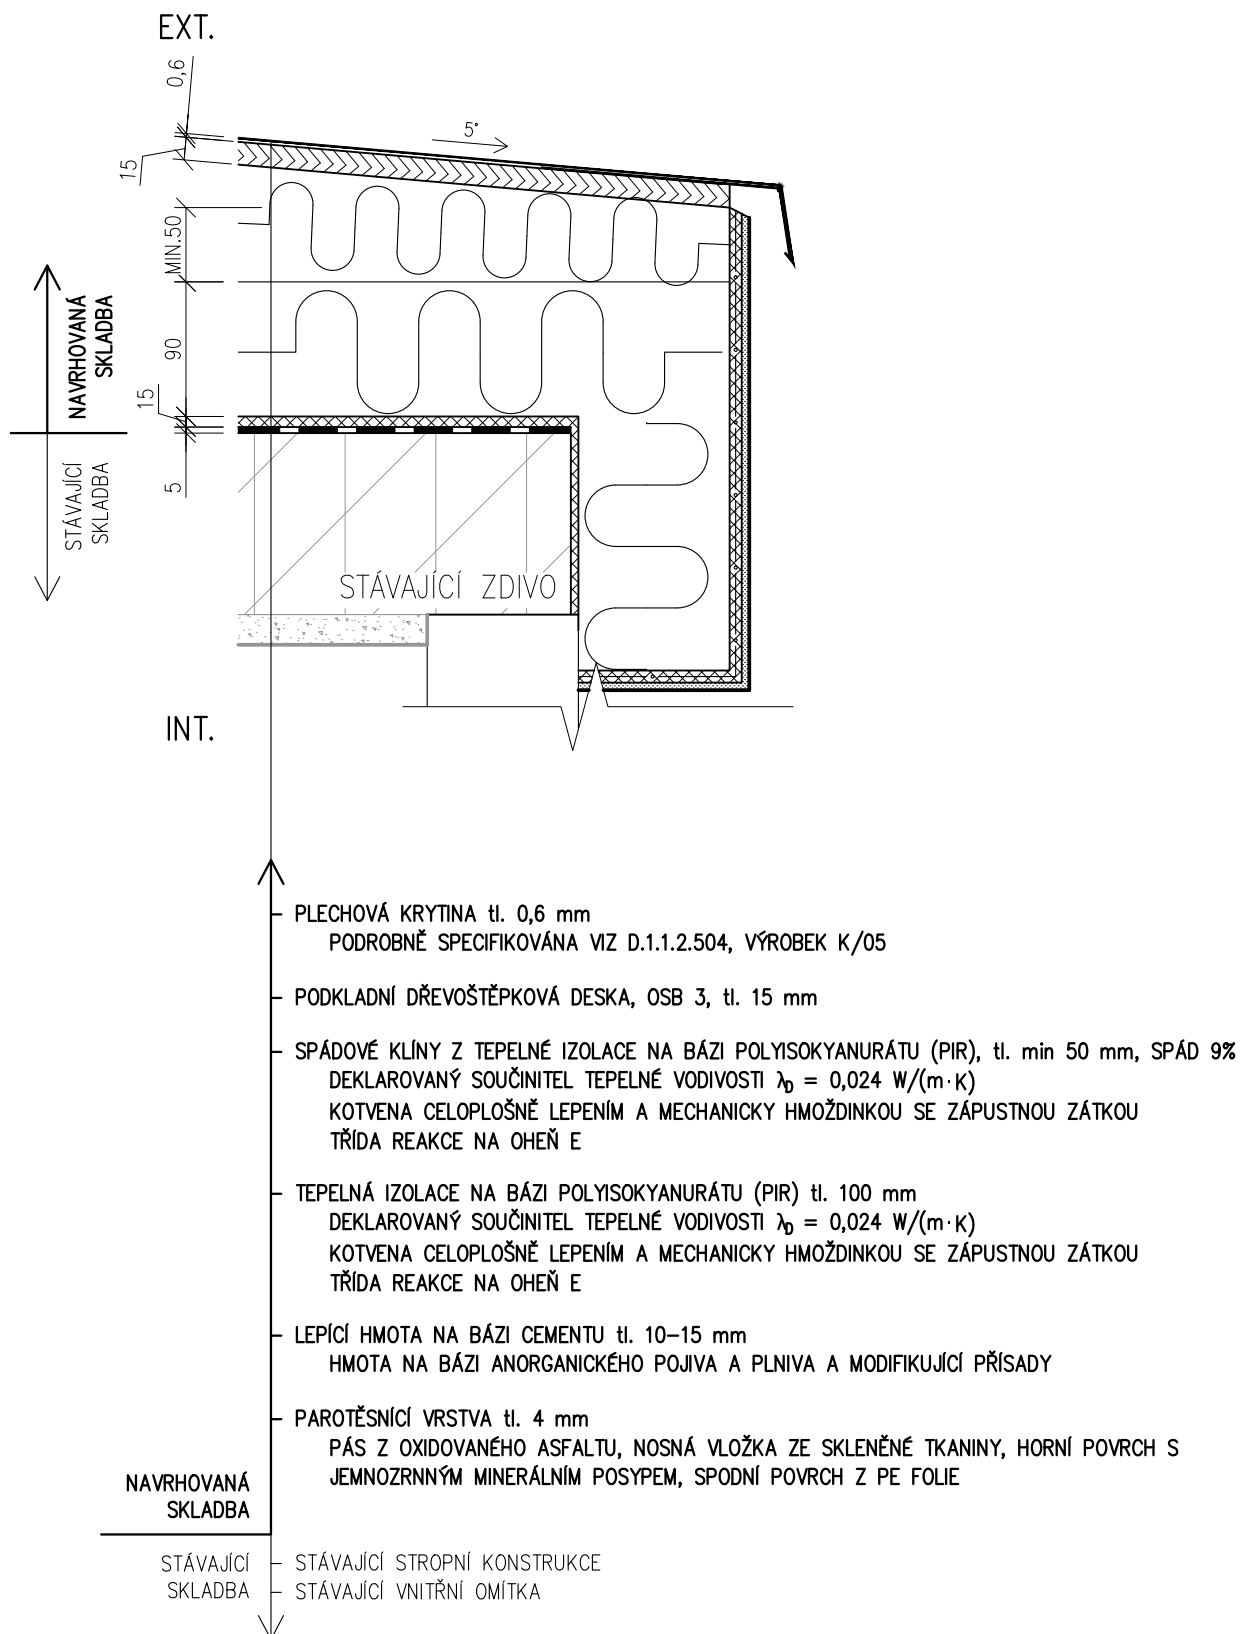 EXT.
0,6
15
5°
MIN.50
NAVRHOVANÁ
SKLADBA
90
15
5
STÁVAJÍCÍ
SKLADBA
STÁVAJÍCÍ ZDIVO
INT.
PLECHOVÁ KRYTINA tl. 0,6 mm
PODROBNĚ SPECIFIKOVÁNA VIZ D.1.1.2.504, VÝROBEK K/05
PODKLADNÍ DŘEVOŠTĚPKOVÁ DESKA, OSB 3, tl. 15 mm
SPÁDOVÉ KLÍNY Z TEPELNÉ IZOLACE NA BÁZI POLYISOKYANURÁTU (PIR), tl. min 50 mm, SPÁD 9%
DEKLAROVANÝ SOUČINITEL TEPELNÉ VODIVOSTI λD = 0,024 W/(m·K)
KOTVENA CELOPLOŠNĚ LEPENÍM A MECHANICKY HMOŽDINKOU SE ZÁPUSTNOU ZÁTKOU
TŘÍDA REAKCE NA OHEŇ E
TEPELNÁ IZOLACE NA BÁZI POLYISOKYANURÁTU (PIR) tl. 100 mm
DEKLAROVANÝ SOUČINITEL TEPELNÉ VODIVOSTI λD = 0,024 W/(m·K)
KOTVENA CELOPLOŠNĚ LEPENÍM A MECHANICKY HMOŽDINKOU SE ZÁPUSTNOU ZÁTKOU
TŘÍDA REAKCE NA OHEŇ E
LEPÍCÍ HMOTA NA BÁZI CEMENTU tl. 10–15 mm
HMOTA NA BÁZI ANORGANICKÉHO POJIVA A PLNIVA A MODIFIKUJÍCÍ PŘÍSADY
PAROTĚSNÍCÍ VRSTVA tl. 4 mm
PÁS Z OXIDOVANÉHO ASFALTU, NOSNÁ VLOŽKA ZE SKLENĚNÉ TKANINY, HORNÍ POVRCH S
JEMNOZRNNÝM MINERÁLNÍM POSYPEM, SPODNÍ POVRCH Z PE FOLIE
NAVRHOVANÁ
SKLADBA
STÁVAJÍCÍ
SKLADBA
STÁVAJÍCÍ STROPNÍ KONSTRUKCE
STÁVAJÍCÍ VNITŘNÍ OMÍTKA